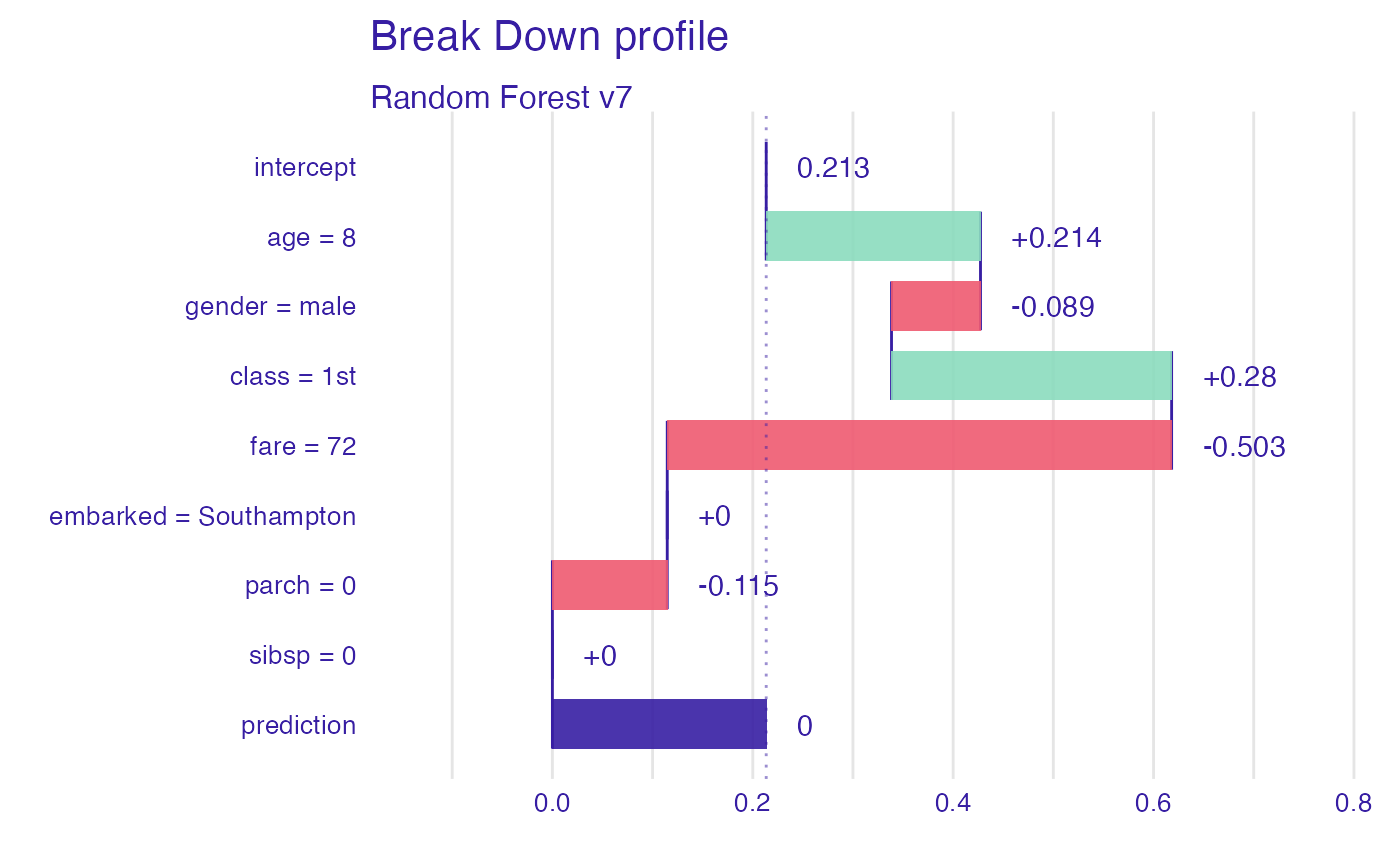 Break Down profile
Random Forest v7
intercept 0.213
age = 8 +0.214
gender = male -0.089
class = 1st +0.28
fare = 72 -0.503
embarked = Southampton +0
parch = 0 -0.115
sibsp = 0 +0
prediction 0
0.0 0.2 0.4 0.6 0.8